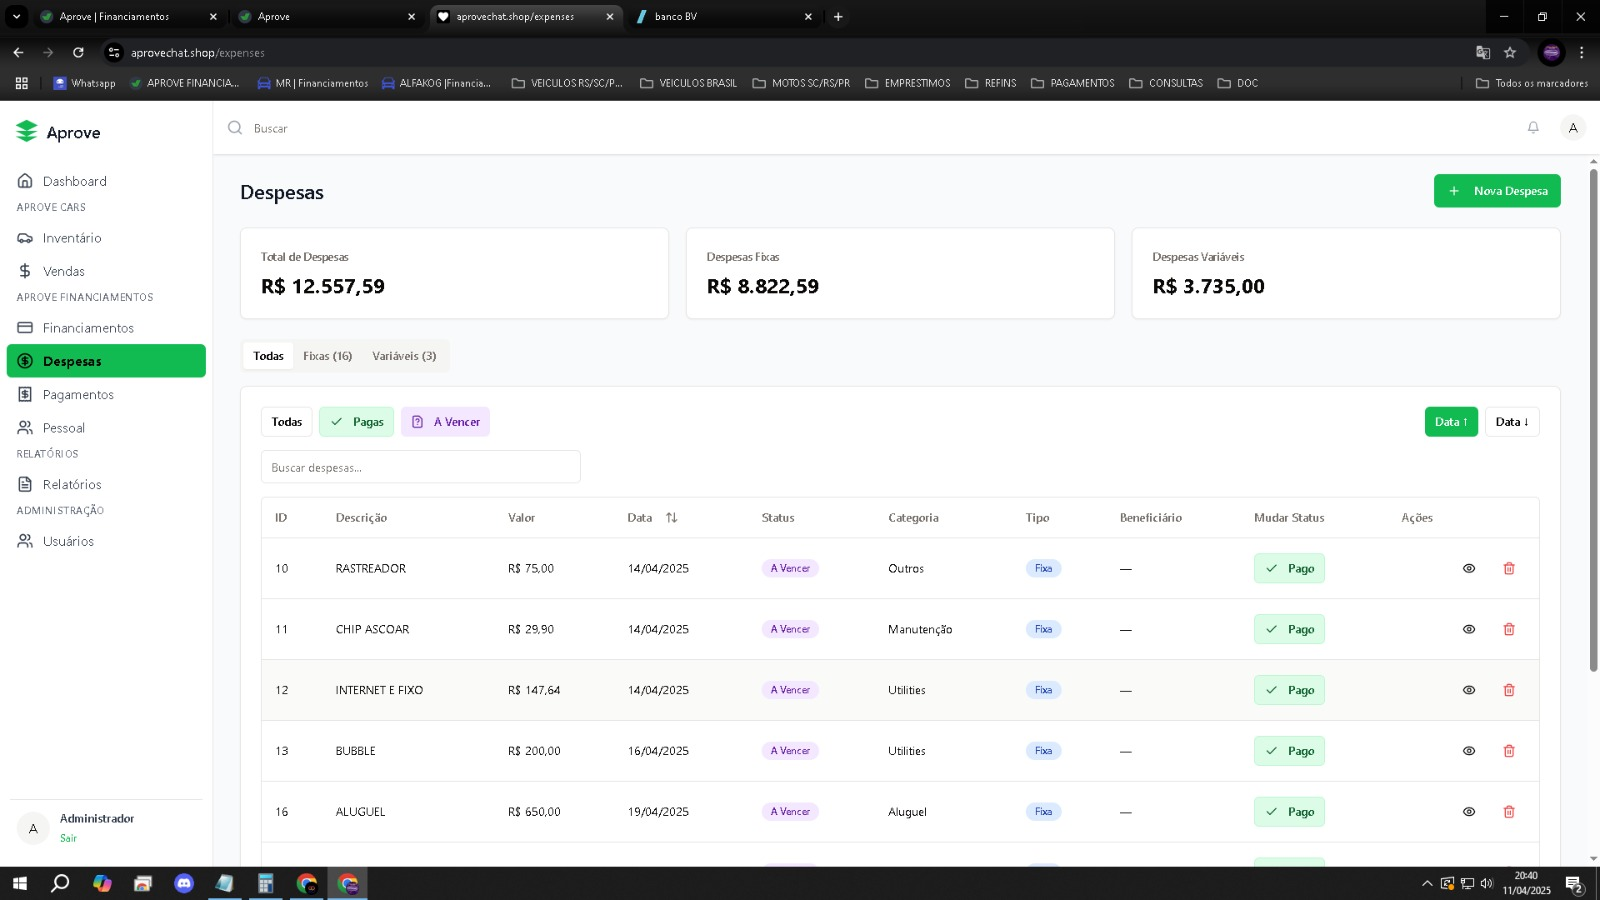 Aprove | Financiamentos
Aprove
aprovechat.shop/expenses
banco BV
aprovechat.shop/expenses
Whatsapp
APROVE FINANCIA...
MR | Financiamentos
ALFAKOG |Financia...
VEICULOS RS/SC/P...
VEICULOS BRASIL
MOTOS SC/RS/PR
EMPRESTIMOS
REFINS
PAGAMENTOS
CONSULTAS
DOC
Todos os marcadores
Aprove
Buscar
A
Dashboard
APROVE CARS
Inventário
Vendas
APROVE FINANCIAMENTOS
Financiamentos
Despesas
Pagamentos
Pessoal
RELATÓRIOS
Relatórios
ADMINISTRAÇÃO
Usuários
A
Administrador
Sair
Despesas
+ Nova Despesa
Total de Despesas
R$ 12.557,59
Despesas Fixas
R$ 8.822,59
Despesas Variáveis
R$ 3.735,00
Todas Fixas (16) Variáveis (3)
Todas Pagas A Vencer Data ↑ Data ↓
Buscar despesas...
ID Descrição Valor Data Status Categoria Tipo Beneficiário Mudar Status Ações
10 RASTREADOR R$ 75,00 14/04/2025 A Vencer Outros Fixa — Pago
11 CHIP ASCOAR R$ 29,90 14/04/2025 A Vencer Manutenção Fixa — Pago
12 INTERNET E FIXO R$ 147,64 14/04/2025 A Vencer Utilities Fixa — Pago
13 BUBBLE R$ 200,00 16/04/2025 A Vencer Utilities Fixa — Pago
16 ALUGUEL R$ 650,00 19/04/2025 A Vencer Aluguel Fixa — Pago
20:40
11/04/2025
2